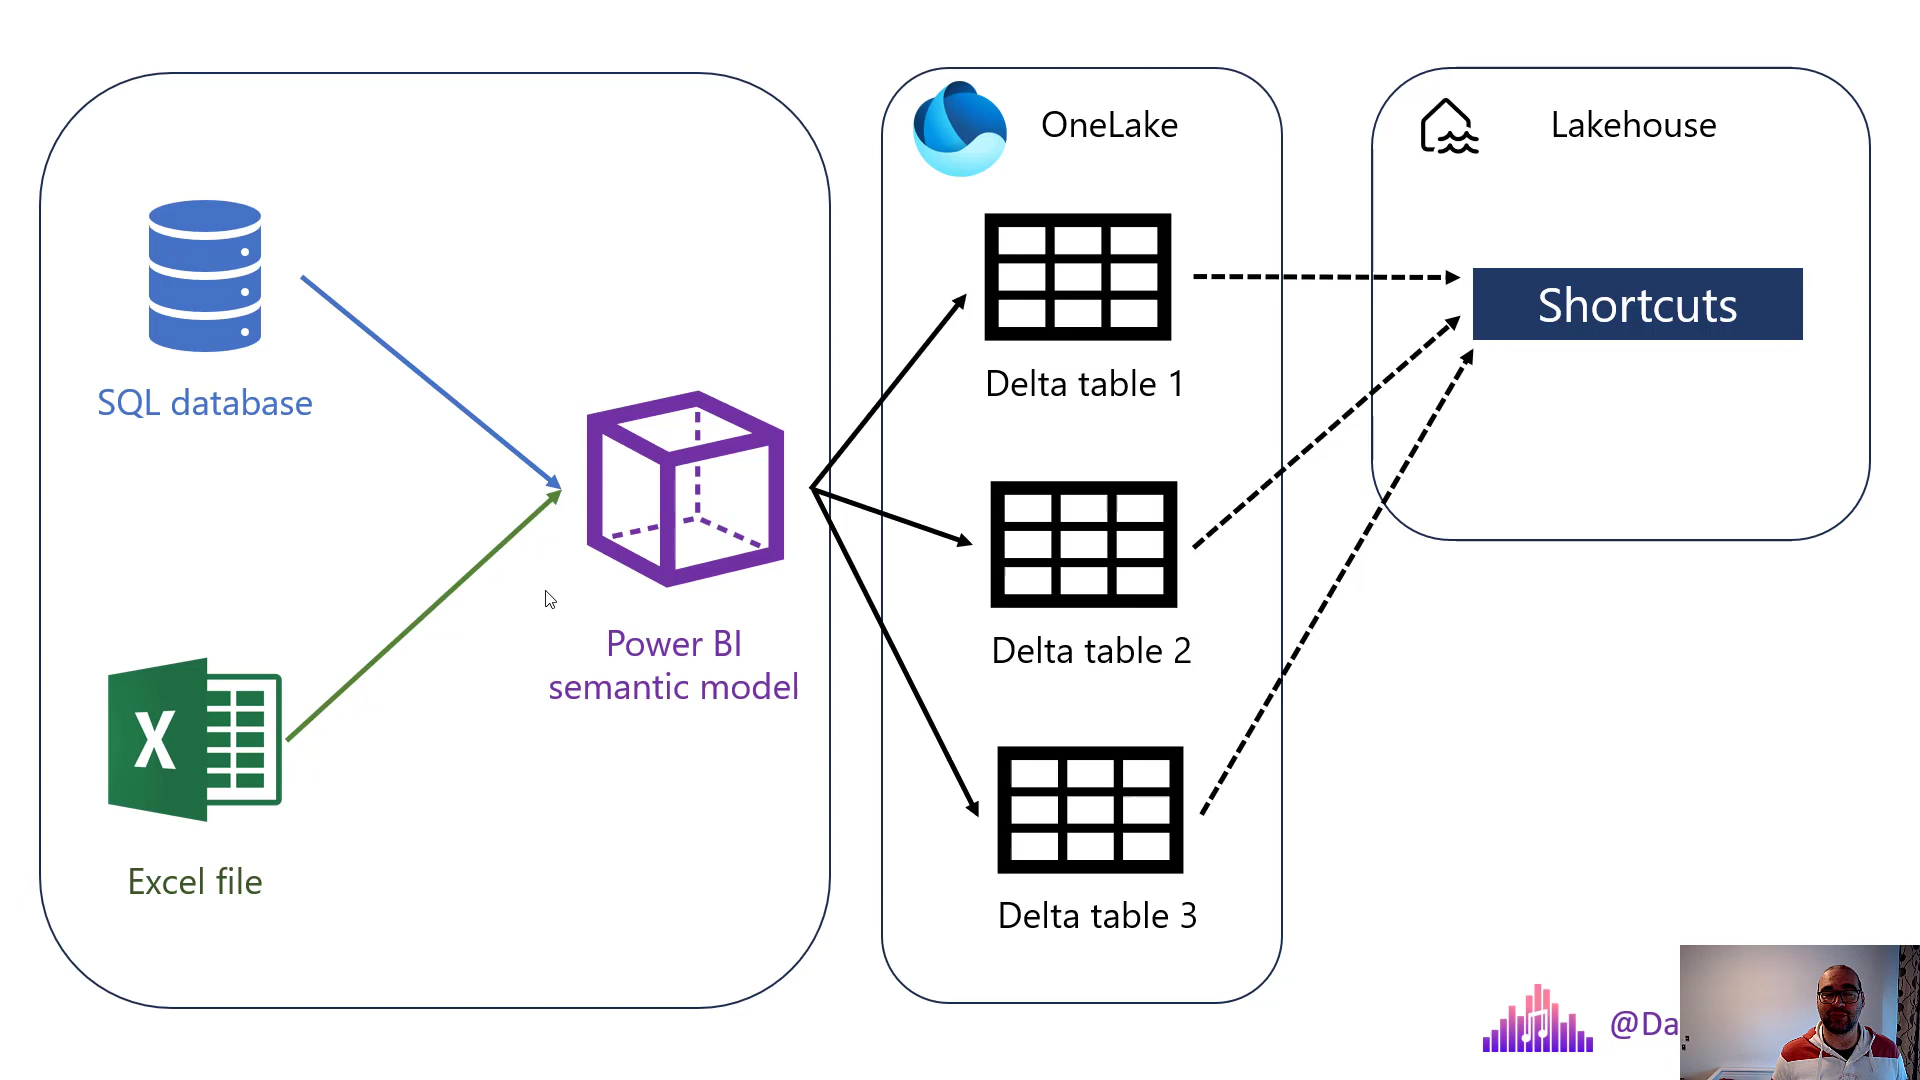 OneLake
Lakehouse
Shortcuts
SQL database
Delta table 1
Power BI
semantic model
Delta table 2
X
Excel file
Delta table 3
@Da